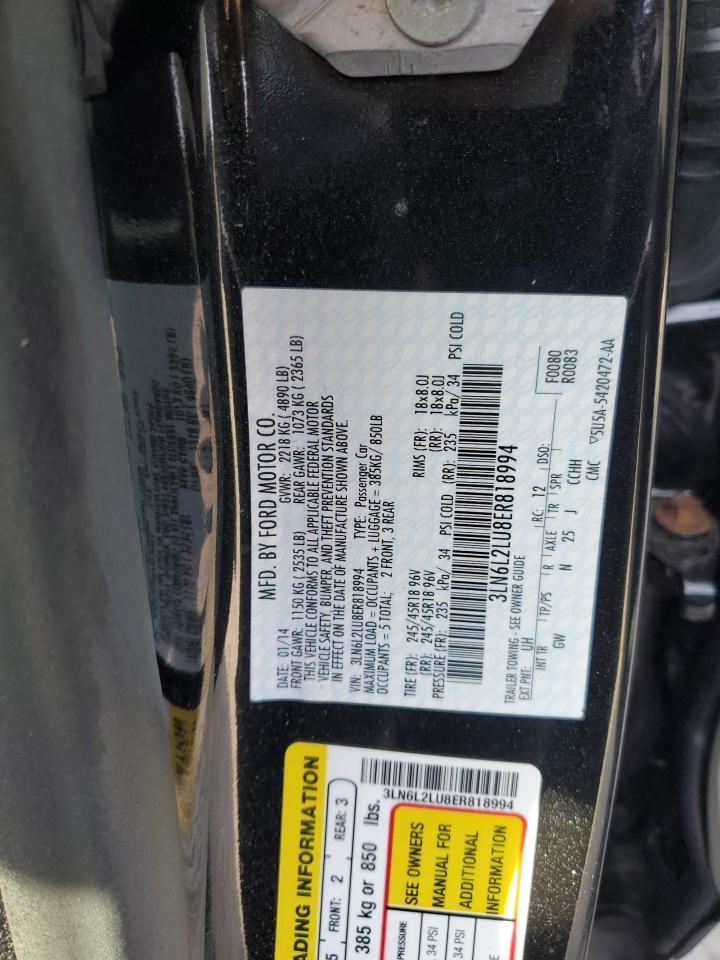 MFD. BY FORD MOTOR CO.
DATE: 01/14 GVWR: 2218 KG ( 4890 LB)
FRONT GAWR: 1150 KG ( 2535 LB) REAR GAWR: 1073 KG ( 2365 LB)
THIS VEHICLE CONFORMS TO ALL APPLICABLE FEDERAL MOTOR
VEHICLE SAFETY, BUMPER, AND THEFT PREVENTION STANDARDS
IN EFFECT ON THE DATE OF MANUFACTURE SHOWN ABOVE.
VIN: 3LN6L2LU8ER818994 TYPE: Passenger Car
MAXIMUM LOAD = OCCUPANTS + LUGGAGE = 385KG/ 850LB
OCCUPANTS = 5 TOTAL; 2 FRONT, 3 REAR
TIRE (FR): 245/45R18 96V RIMS (FR): 18x8.0J
(RR): 245/45R18 96V (RR): 18x8.0J
PRESSURE (FR): 235 kPa/ 34 PSI COLD (RR): 235 kPa/ 34 PSI COLD
3LN6L2LU8ER818994
TRAILER TOWING - SEE OWNER GUIDE
EXT PNT: UH RC: 12 DSO: F0080
R0083
INT TR TP/PS R AXLE TR SPR
GW N 25 J CCHH
CMC ▽5U5A-5420472-AA
ADING INFORMATION
5 FRONT: 2 REAR: 3
385 kg or 850 lbs.
3LN6L2LU8ER818994
PRESSURE
34 PSI
34 PSI
SEE OWNERS
MANUAL FOR
ADDITIONAL
INFORMATION